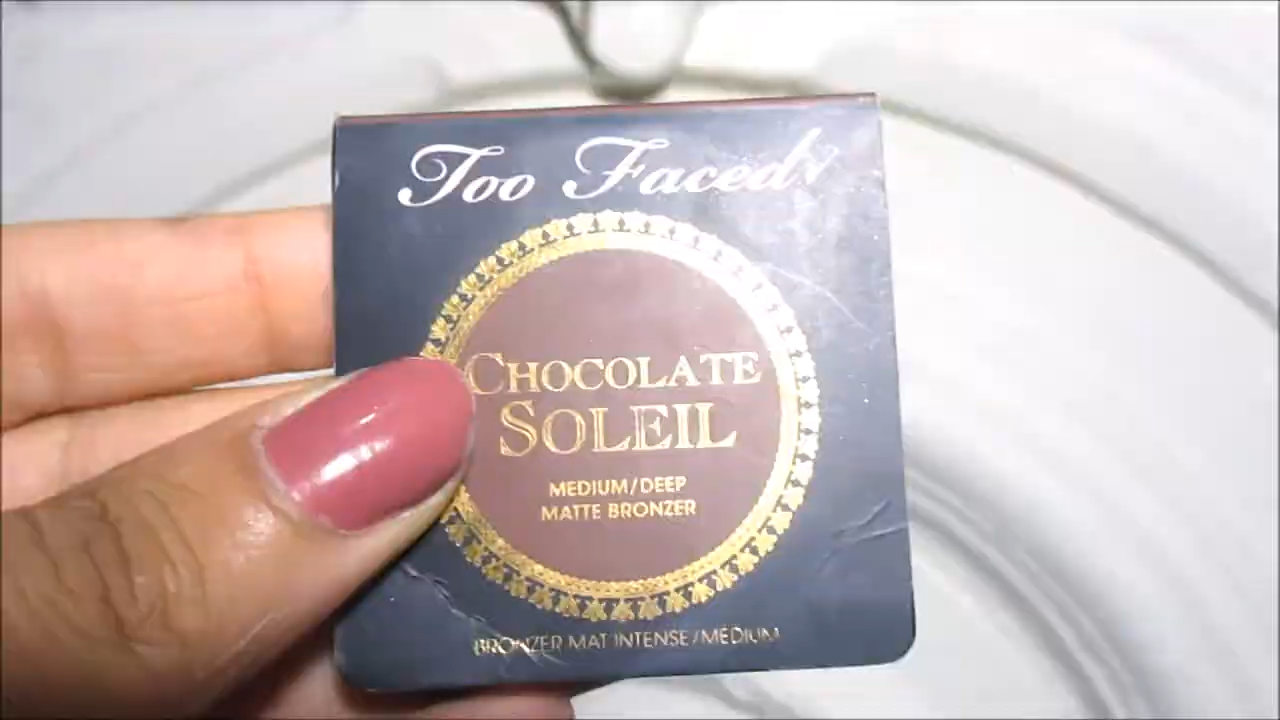 Too Faced
CHOCOLATE
SOLEIL
MEDIUM/DEEP
MATTE BRONZER
BRONZER MAT INTENSE/MEDIUM